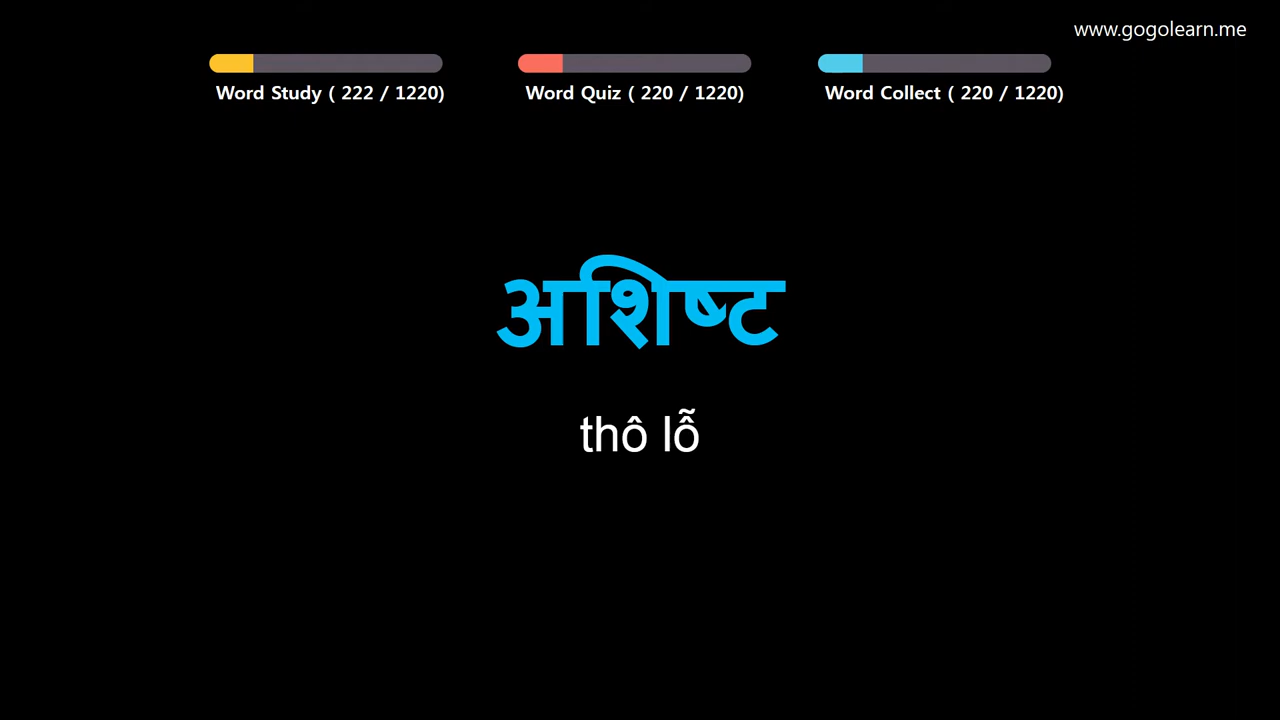 www.gogolearn.me
Word Study ( 222 / 1220)
Word Quiz ( 220 / 1220)
Word Collect ( 220 / 1220)
अशिष्ट
thô lỗ